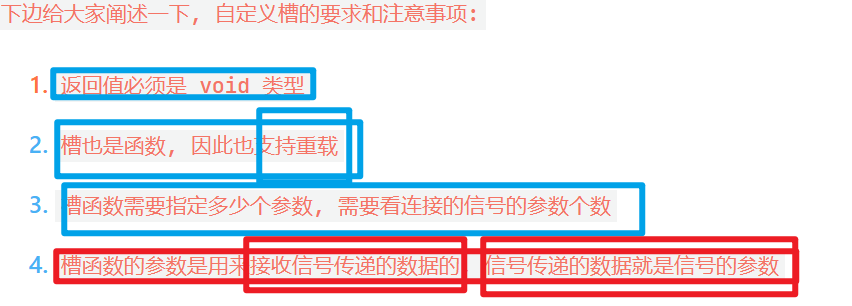 下边给大家阐述一下, 自定义槽的要求和注意事项:
1. 返回值必须是 void 类型
2. 槽也是函数, 因此也支持重载
3. 槽函数需要指定多少个参数, 需要看连接的信号的参数个数
4. 槽函数的参数是用来接收信号传递的数据的, 信号传递的数据就是信号的参数